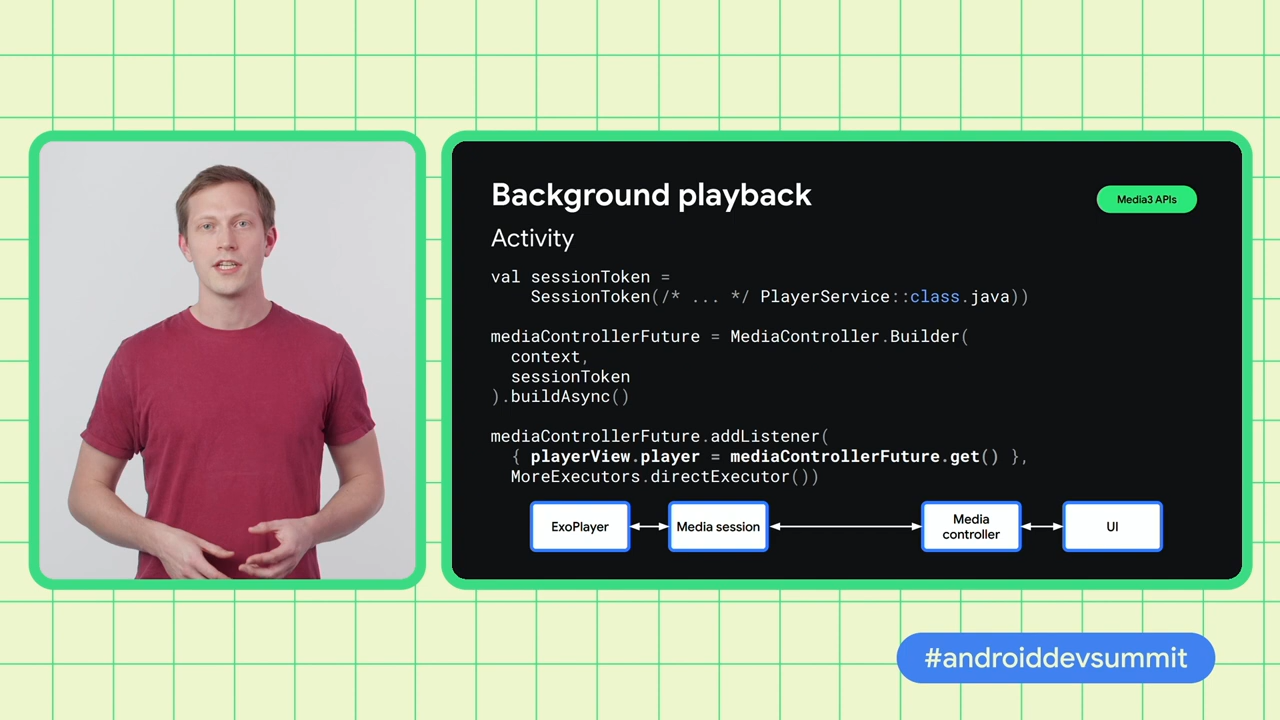 Background playback
Media3 APIs
Activity
val sessionToken =
SessionToken(/* ... */ PlayerService::class.java))
mediaControllerFuture = MediaController.Builder(
context,
sessionToken
).buildAsync()
mediaControllerFuture.addListener(
{ playerView.player = mediaControllerFuture.get() },
MoreExecutors.directExecutor())
ExoPlayer
Media session
Media
controller
UI
#androiddevsummit